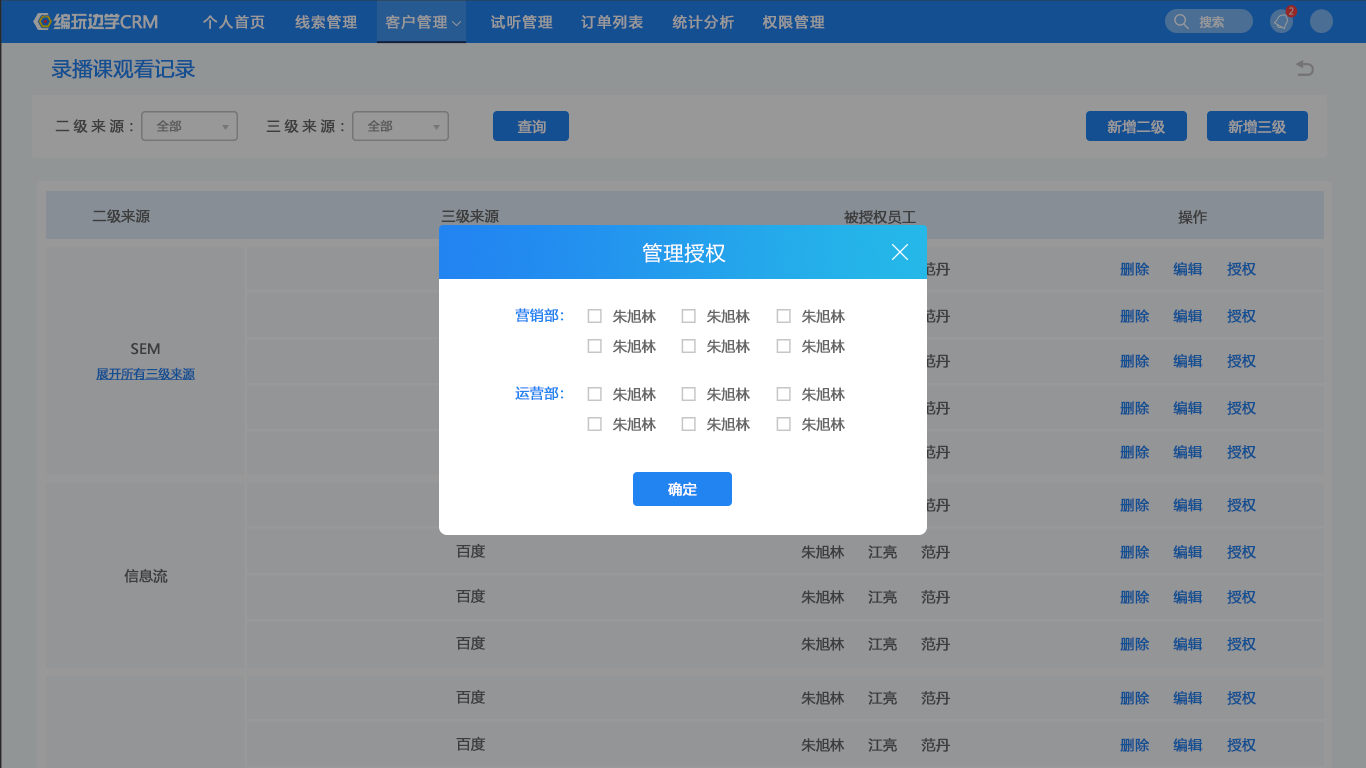 编玩边学CRM 个人首页 线索管理 客户管理 试听管理 订单列表 统计分析 权限管理 搜索 2
录播课观看记录
二级来源: 全部 三级来源: 全部 查询 新增二级 新增三级
二级来源 三级来源 被授权员工 操作
管理授权
范丹 删除 编辑 授权
营销部: 朱旭林 朱旭林 朱旭林
范丹 删除 编辑 授权
朱旭林 朱旭林 朱旭林
SEM
范丹 删除 编辑 授权
展开所有三级来源
运营部: 朱旭林 朱旭林 朱旭林
范丹 删除 编辑 授权
朱旭林 朱旭林 朱旭林
范丹 删除 编辑 授权
确定
范丹 删除 编辑 授权
百度 朱旭林 江亮 范丹 删除 编辑 授权
信息流
百度 朱旭林 江亮 范丹 删除 编辑 授权
百度 朱旭林 江亮 范丹 删除 编辑 授权
百度 朱旭林 江亮 范丹 删除 编辑 授权
百度 朱旭林 江亮 范丹 删除 编辑 授权